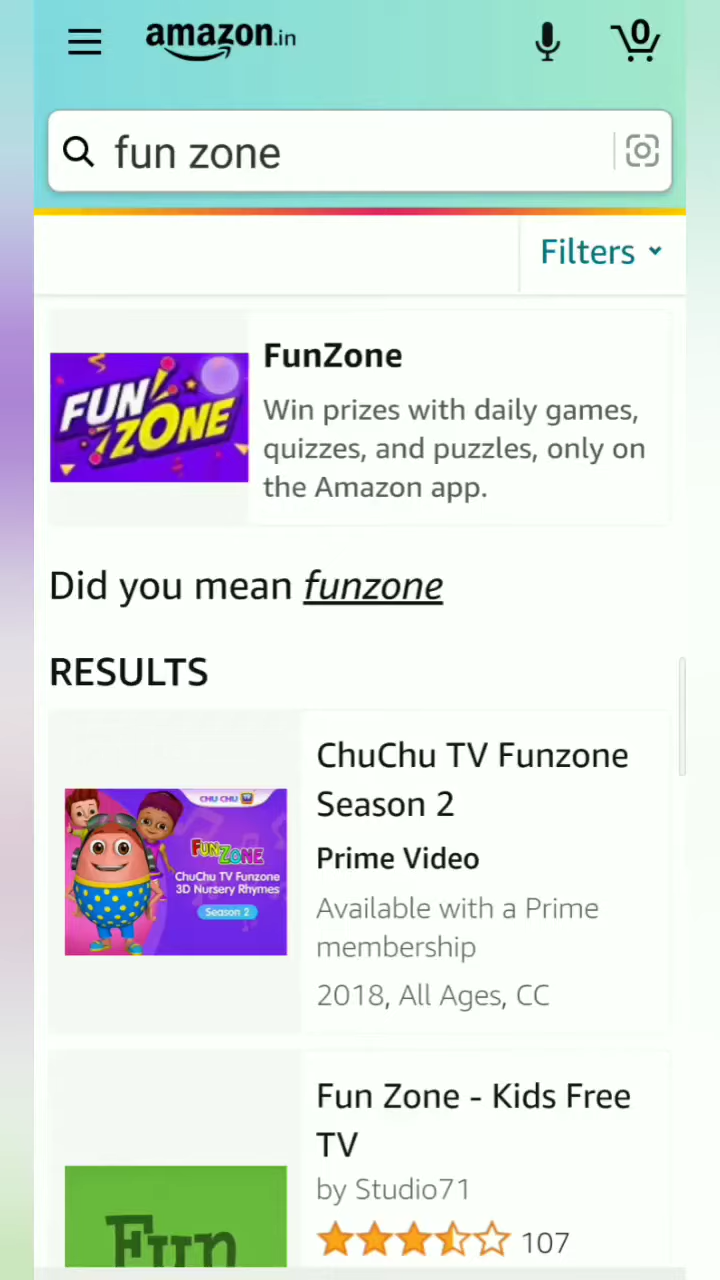 amazon.in
0
fun zone
Filters
FUN
ZONE
FunZone
Win prizes with daily games,
quizzes, and puzzles, only on
the Amazon app.
Did you mean funzone
RESULTS
CHU CHU TV
FUNZONE
ChuChu TV Funzone
3D Nursery Rhymes
Season 2
ChuChu TV Funzone
Season 2
Prime Video
Available with a Prime
membership
2018, All Ages, CC
Fun
Fun Zone - Kids Free
TV
by Studio71
107